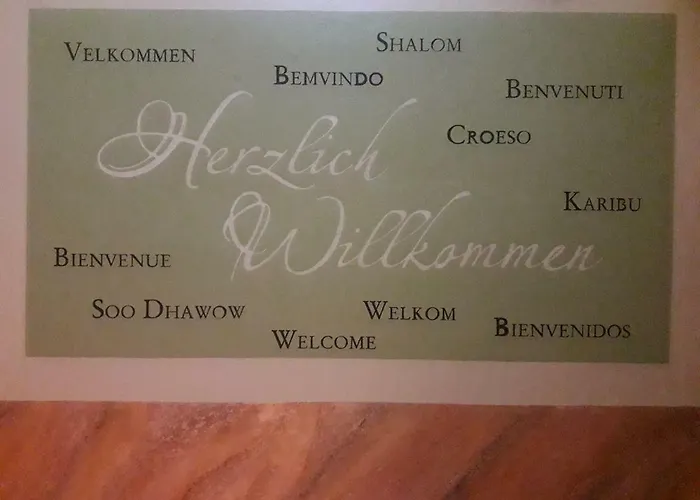 Velkommen
Shalom
Bemvindo
Benvenuti
Croeso
Herzlich
Willkommen
Karibu
Bienvenue
Soo Dhawow
Welkom
Bienvenidos
Welcome